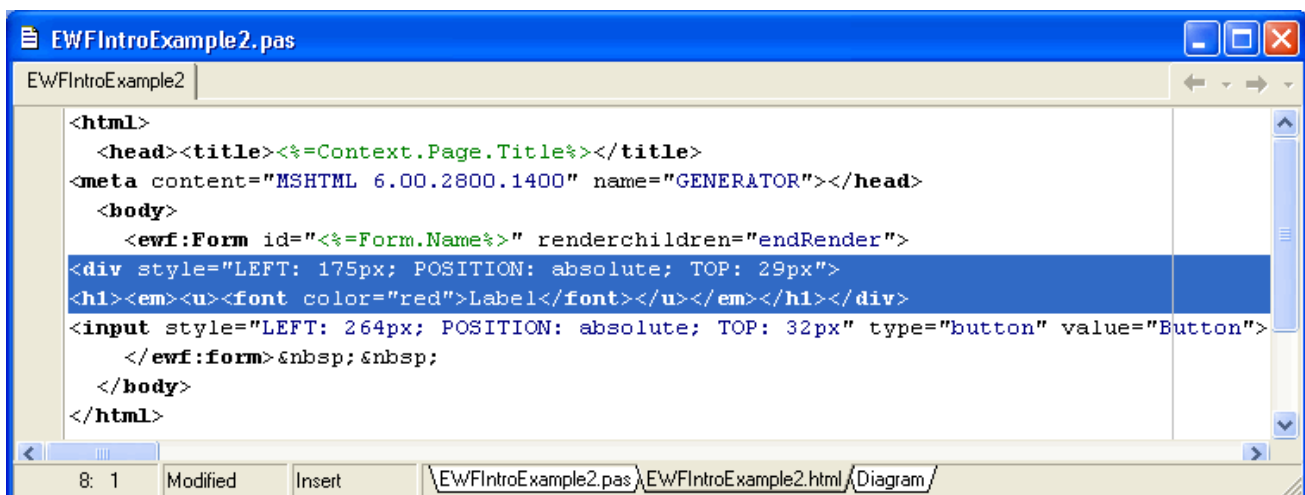 EWFIntroExample2.pas
EWFIntroExample2
<html>
<head><title><%=Context.Page.Title%></title>
<meta content="MSHTML 6.00.2800.1400" name="GENERATOR"></head>
<body>
<ewf:Form id="<%=Form.Name%>" renderchildren="endRender">
<div style="LEFT: 175px; POSITION: absolute; TOP: 29px">
<h1><em><u><font color="red">Label</font></u></em></h1></div>
<input style="LEFT: 264px; POSITION: absolute; TOP: 32px" type="button" value="Button">
</ewf:form>&nbsp;&nbsp;
</body>
</html>
8: 1 Modified Insert EWFIntroExample2.pas EWFIntroExample2.html Diagram